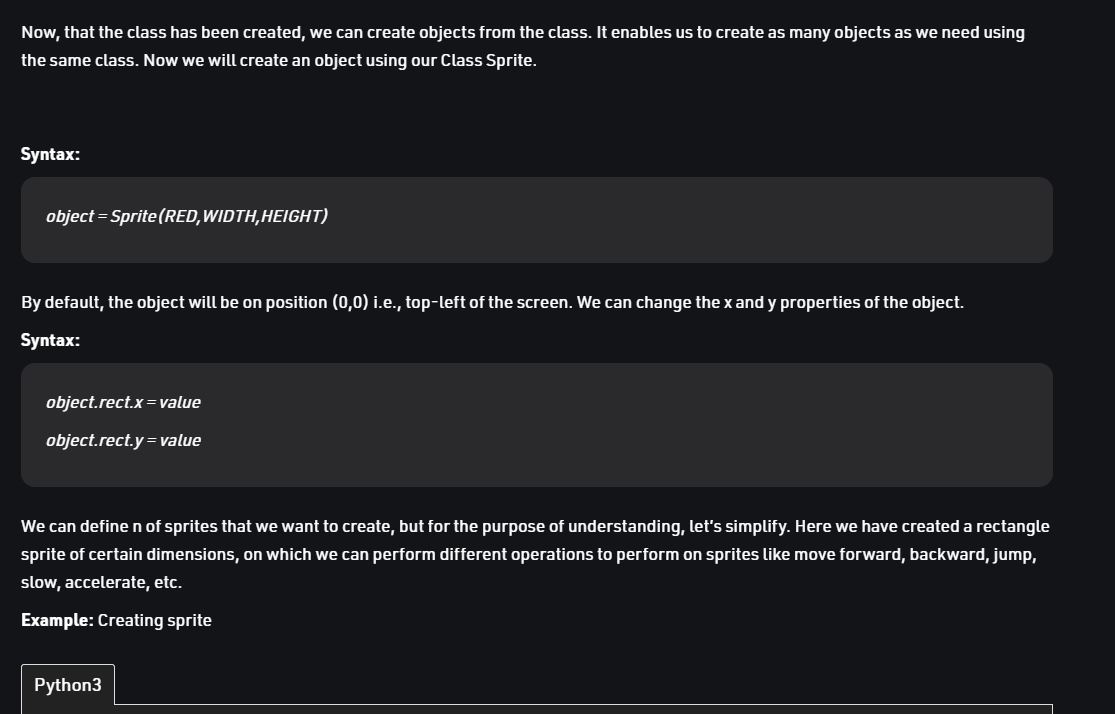 Now, that the class has been created, we can create objects from the class. It enables us to create as many objects as we need using
the same class. Now we will create an object using our Class Sprite.
Syntax:
object = Sprite(RED,WIDTH,HEIGHT)
By default, the object will be on position (0,0) i.e., top-left of the screen. We can change the x and y properties of the object.
Syntax:
object.rect.x = value
object.rect.y = value
We can define n of sprites that we want to create, but for the purpose of understanding, let's simplify. Here we have created a rectangle
sprite of certain dimensions, on which we can perform different operations to perform on sprites like move forward, backward, jump,
slow, accelerate, etc.
Example: Creating sprite
Python3